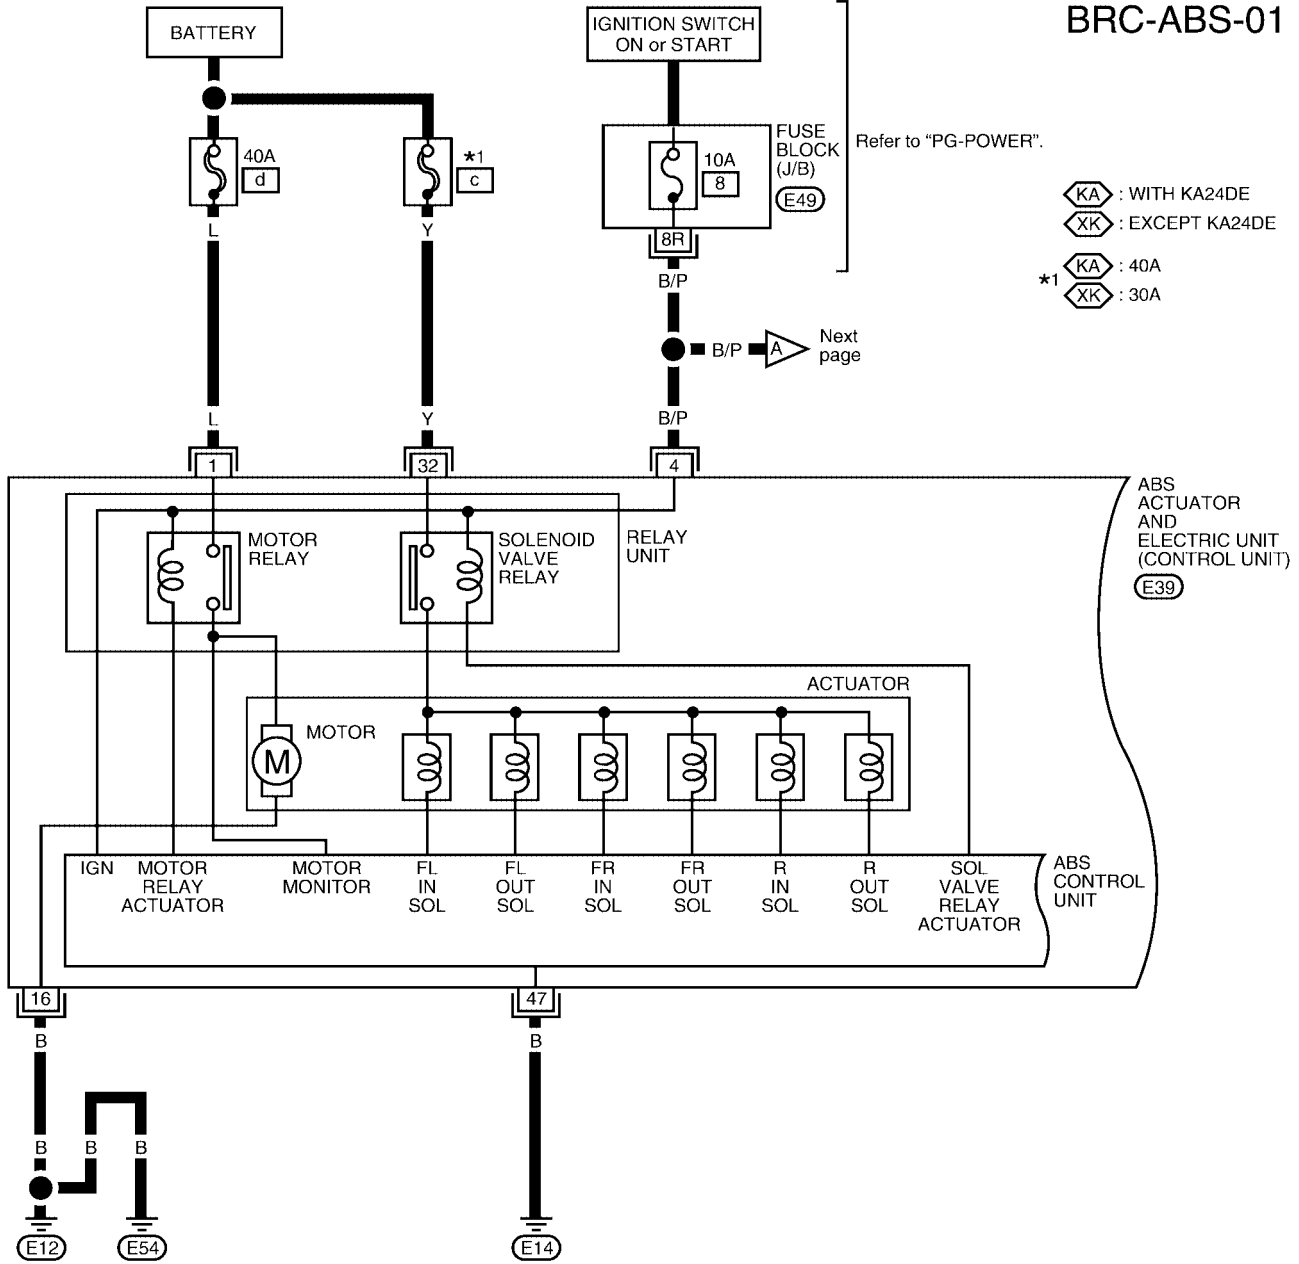 BRC-ABS-01
BATTERY
IGNITION SWITCH
ON or START
40A
d
*1
c
10A
8
FUSE
BLOCK
(J/B)
E49
Refer to “PG-POWER”.
KA : WITH KA24DE
XK : EXCEPT KA24DE
*1
KA : 40A
XK : 30A
L
Y
8R
B/P
B/P
A
Next
page
L
Y
B/P
1
32
4
ABS
ACTUATOR
AND
ELECTRIC UNIT
(CONTROL UNIT)
E39
MOTOR
RELAY
SOLENOID
VALVE
RELAY
RELAY
UNIT
ACTUATOR
MOTOR
M
IGN
MOTOR
RELAY
ACTUATOR
MOTOR
MONITOR
FL
IN
SOL
FL
OUT
SOL
FR
IN
SOL
FR
OUT
SOL
R
IN
SOL
R
OUT
SOL
SOL
VALVE
RELAY
ACTUATOR
ABS
CONTROL
UNIT
16
47
B
B
B
B
B
E12
E54
E14